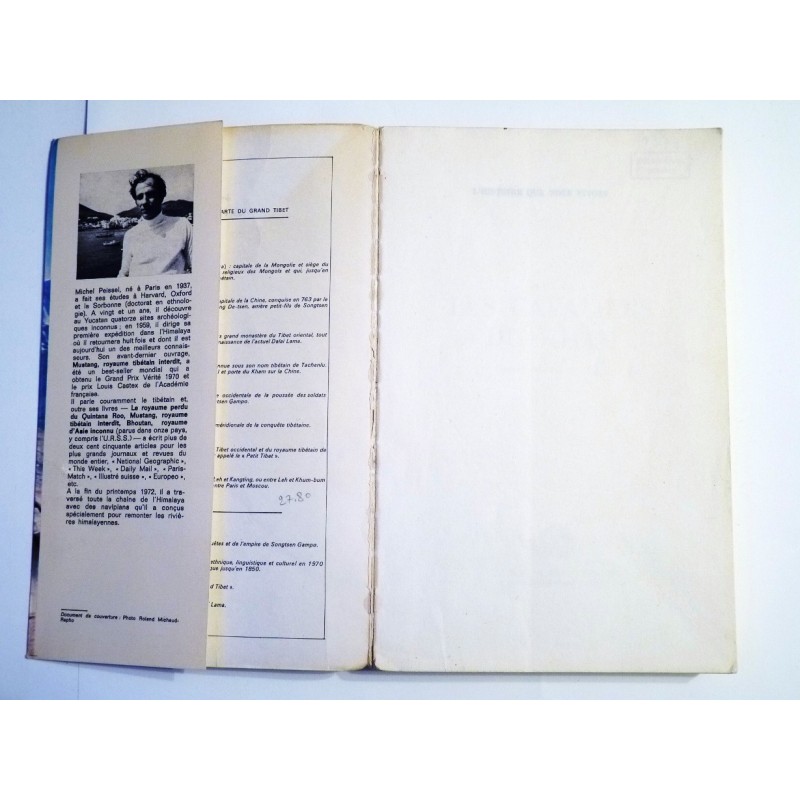 Michel Peissel, né à Paris en 1937,
a fait ses études à Harvard, Oxford
et la Sorbonne (doctorat en ethnolo-
gie). A vingt et un ans, il découvre
au Yucatan quatorze sites archéologi-
ques inconnus ; en 1959, il dirige sa
première expédition dans l'Himalaya
où il retournera huit fois et dont il est
aujourd'hui un des meilleurs connais-
seurs. Son avant-dernier ouvrage,
Mustang, royaume tibétain interdit, a
été un best-seller mondial qui a
obtenu le Grand Prix Vérité 1970 et
le prix Louis Castex de l'Académie
française.
Il parle couramment le tibétain et,
outre ses livres — Le royaume perdu
du Quintana Roo, Mustang, royaume
tibétain interdit, Bhoutan, royaume
d'Asie inconnu (parus dans onze pays,
y compris l'U.R.S.S.) — a écrit plus de
deux cent cinquante articles pour les
plus grands journaux et revues du
monde entier, « National Geographic »,
« This Week », « Daily Mail », « Paris-
Match », « Illustré suisse », « Europeo »,
etc.
A la fin du printemps 1972, il a tra-
versé toute la chaîne de l'Himalaya
avec des naviplans qu'il a conçus
spécialement pour remonter les riviè-
res himalayennes.
Document de couverture : Photo Roland Michaud-
Rapho
ARTE DU GRAND TIBET
) : capitale de la Mongolie et siège du
religieux des Mongols et qui, jusqu'en
bétain.
apitale de la Chine, conquise en 763 par le
ng De-tsen, arrière petit-fils de Songtsen
s grand monastère du Tibet oriental, tout
naissance de l'actuel Dalaï Lama.
nnue sous son nom tibétain de Tachenlu.
l et porte du Kham sur la Chine.
e occidentale de la poussée des soldats
tsen Gampo.
méridionale de la conquête tibétaine.
Tibet occidental et du royaume tibétain de
appelé le « Petit Tibet ».
Leh et Kangting, ou entre Leh et Khum-bum
entre Paris et Moscou.
27.80
uêtes et de l'empire de Songtsen Gampo.
ethnique, linguistique et culturel en 1970
que jusqu'en 1850.
d Tibet ».
Lama.